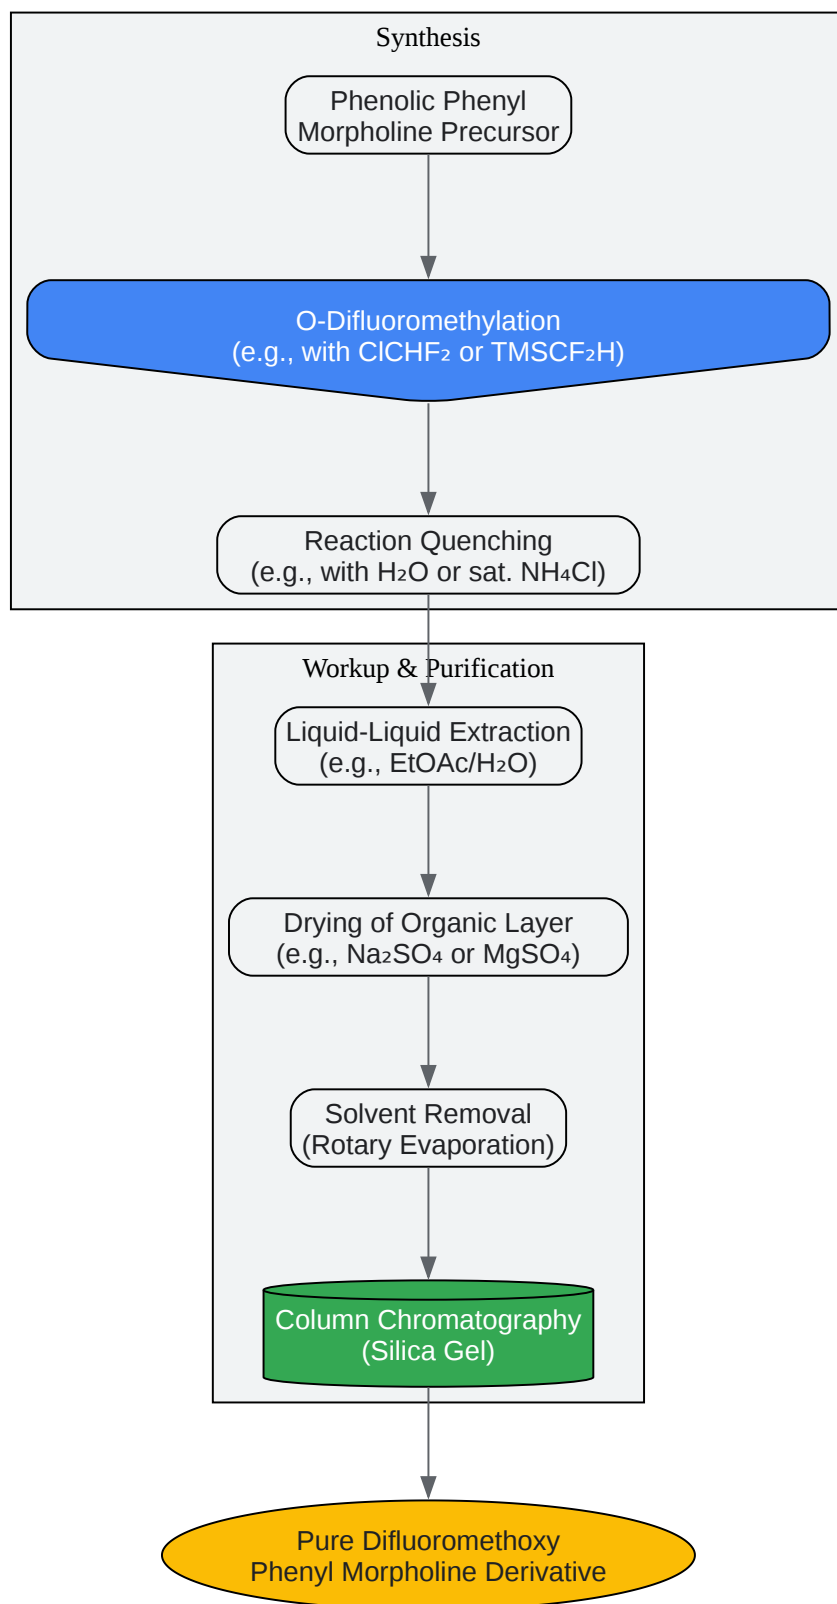 Synthesis
Phenolic Phenyl
Morpholine Precursor
O-Difluoromethylation
(e.g., with ClCHF₂ or TMSCF₂H)
Reaction Quenching
(e.g., with H₂O or sat. NH₄Cl)
Workup & Purification
Liquid-Liquid Extraction
(e.g., EtOAc/H₂O)
Drying of Organic Layer
(e.g., Na₂SO₄ or MgSO₄)
Solvent Removal
(Rotary Evaporation)
Column Chromatography
(Silica Gel)
Pure Difluoromethoxy
Phenyl Morpholine Derivative